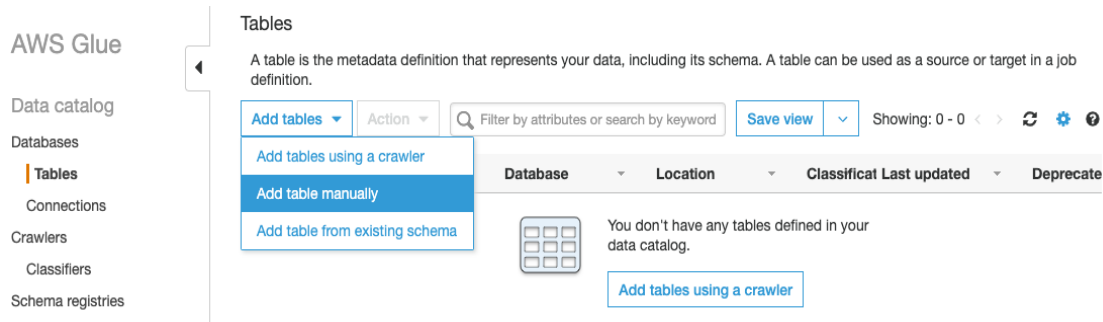 AWS Glue
Data catalog
Databases
Tables
Connections
Crawlers
Classifiers
Schema registries
Tables
A table is the metadata definition that represents your data, including its schema. A table can be used as a source or target in a job
definition.
Add tables Action Filter by attributes or search by keyword Save view Showing: 0 - 0
Add tables using a crawler
Add table manually
Add table from existing schema
Database Location Classificat Last updated Deprecate
You don't have any tables defined in your
data catalog.
Add tables using a crawler